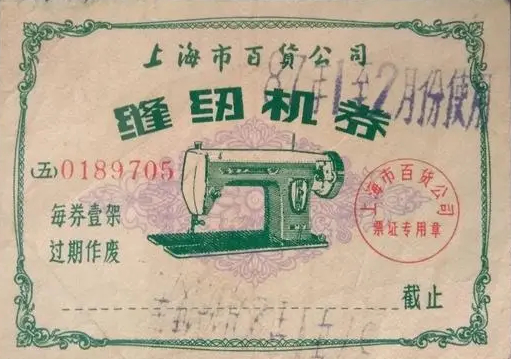 上海市百货公司
87年1至2月份使用
缝纫机券
(五)0189705
每券壹架
过期作废
上海市百货公司
票证专用章
截止